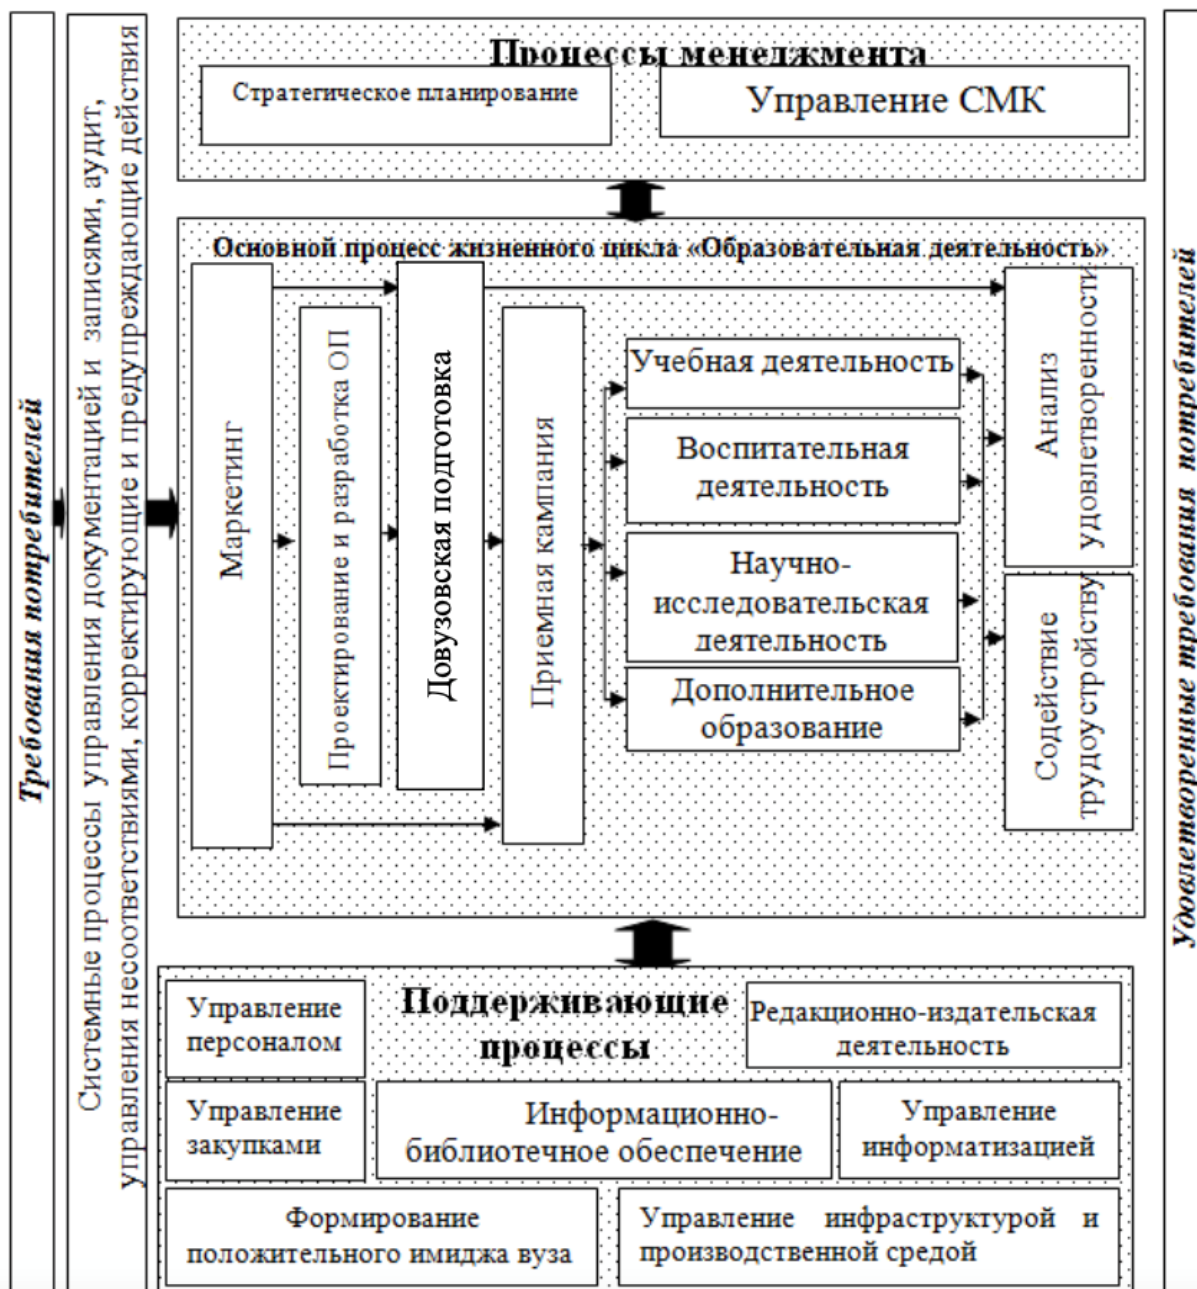 Требования потребителей
Системные процессы управления документацией и записями, аудит,
управления несоответствиями, корректирующие и предупреждающие действия
Процессы менеджмента
Стратегическое планирование
Управление СМК
Основной процесс жизненного цикла «Образовательная деятельность»
Маркетинг
Проектирование и разработка ОП
Довузовская подготовка
Приемная кампания
Учебная деятельность
Воспитательная
деятельность
Научно-
исследовательская
деятельность
Дополнительное
образование
Анализ
удовлетворенности
Содействие
трудоустройству
Поддерживающие
процессы
Управление
персоналом
Редакционно-издательская
деятельность
Управление
закупками
Информационно-
библиотечное обеспечение
Управление
информатизацией
Формирование
положительного имиджа вуза
Управление инфраструктурой и
производственной средой
Удовлетворенные требования потребителей